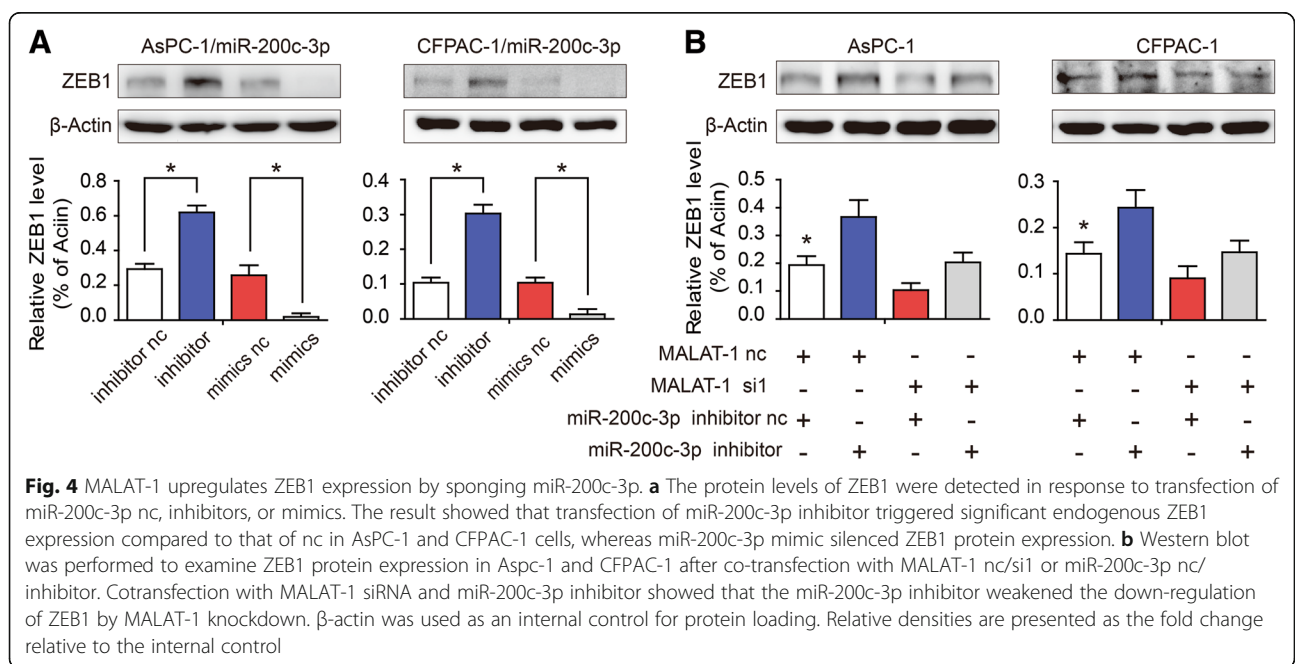 A
AsPC-1/miR-200c-3p
CFPAC-1/miR-200c-3p
ZEB1
β-Actin
Relative ZEB1 level
(% of Aciin)
0.8
0.6
0.4
0.2
0.0
*
*
inhibitor nc
inhibitor
mimics nc
mimics
0.4
0.3
0.2
0.1
0.0
*
*
inhibitor nc
inhibitor
mimics nc
mimics
B
AsPC-1
CFPAC-1
ZEB1
β-Actin
Relative ZEB1 level
(% of Aciin)
0.5
0.4
0.3
0.2
0.1
0.0
*
0.3
0.2
0.1
0.0
*
MALAT-1 nc + + - - + + - -
MALAT-1 si1 - - + + - - + +
miR-200c-3p inhibitor nc + - + - + - + -
miR-200c-3p inhibitor - + - + - + - +
Fig. 4 MALAT-1 upregulates ZEB1 expression by sponging miR-200c-3p. a The protein levels of ZEB1 were detected in response to transfection of
miR-200c-3p nc, inhibitors, or mimics. The result showed that transfection of miR-200c-3p inhibitor triggered significant endogenous ZEB1
expression compared to that of nc in AsPC-1 and CFPAC-1 cells, whereas miR-200c-3p mimic silenced ZEB1 protein expression. b Western blot
was performed to examine ZEB1 protein expression in Aspc-1 and CFPAC-1 after co-transfection with MALAT-1 nc/si1 or miR-200c-3p nc/
inhibitor. Cotransfection with MALAT-1 siRNA and miR-200c-3p inhibitor showed that the miR-200c-3p inhibitor weakened the down-regulation
of ZEB1 by MALAT-1 knockdown. β-actin was used as an internal control for protein loading. Relative densities are presented as the fold change
relative to the internal control